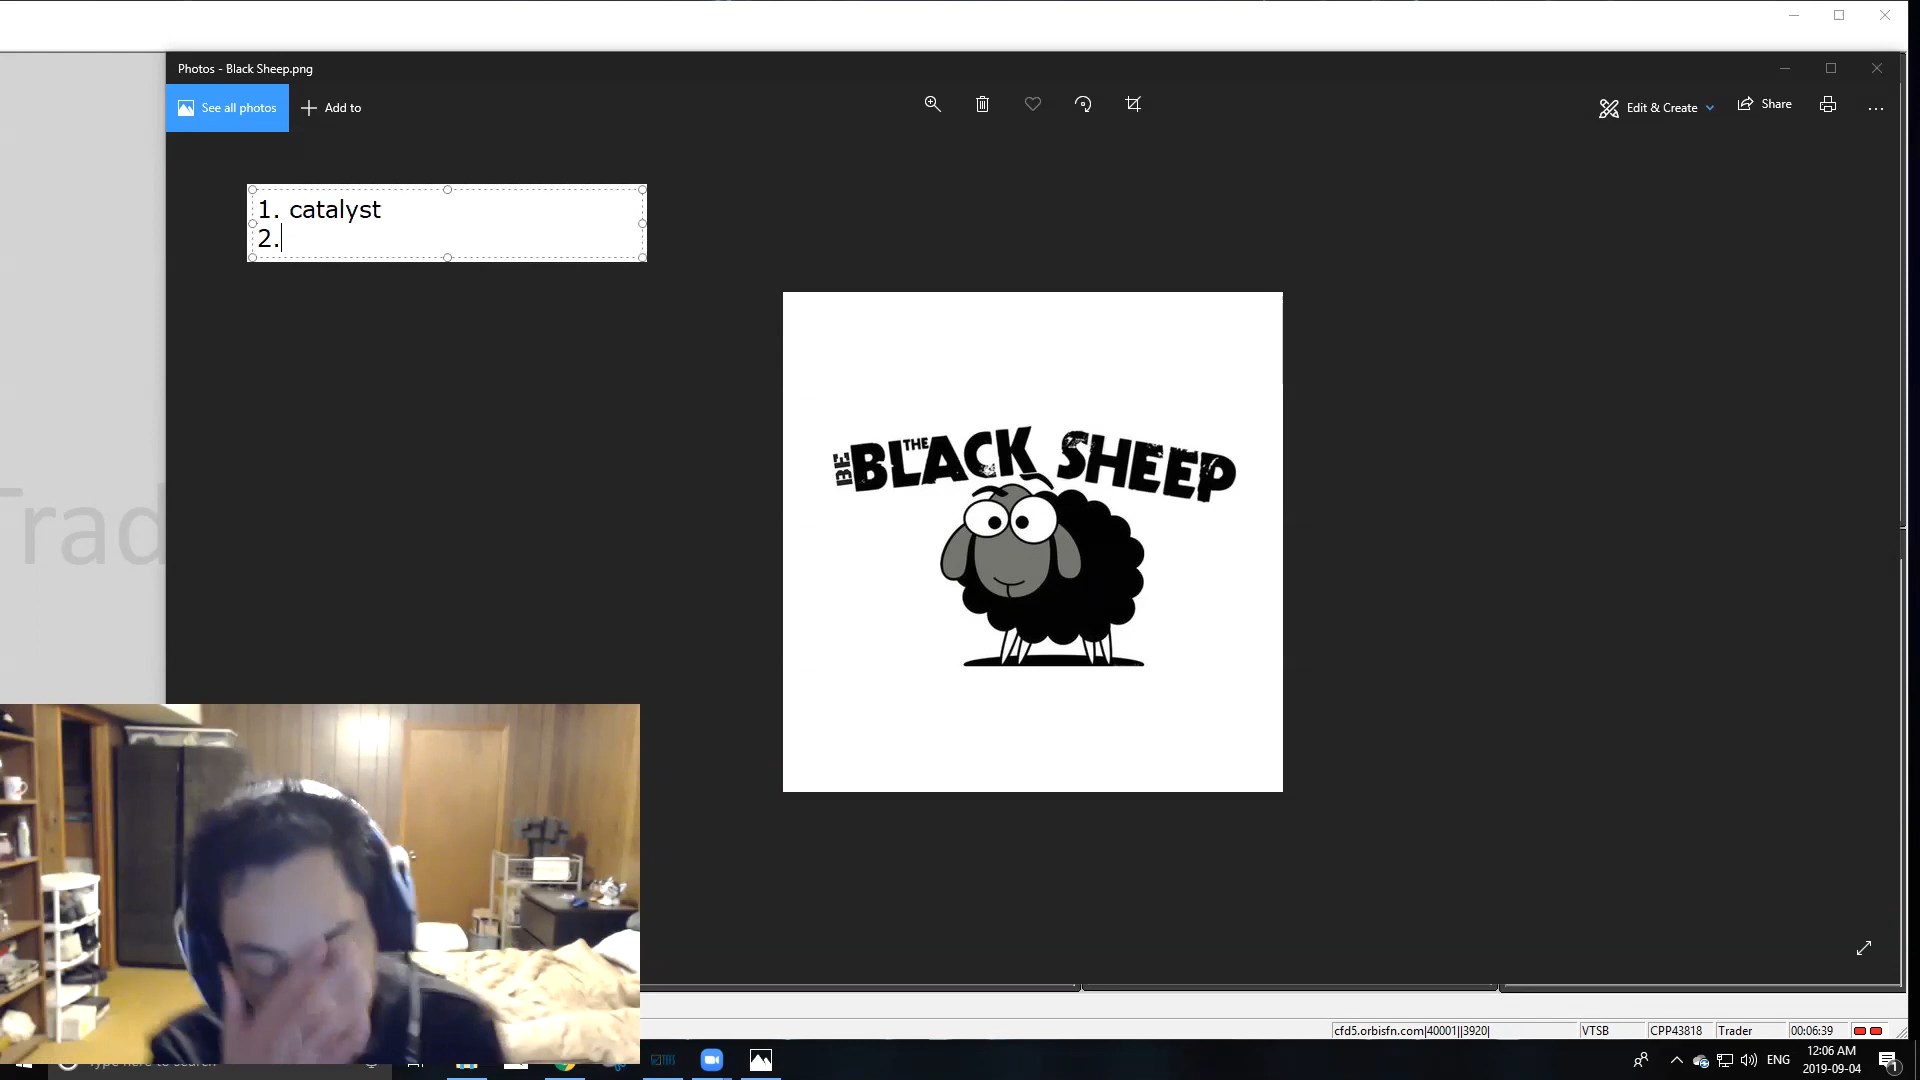 Photos - Black Sheep.png
See all photos
Add to
Edit & Create
Share
1. catalyst
2.
BE THE BLACK SHEEP
Trad
cfd5.orbisfn.com|40001||3920|
VTSB
CPP43818
Trader
00:06:39
ENG
12:06 AM
2019-09-04
1